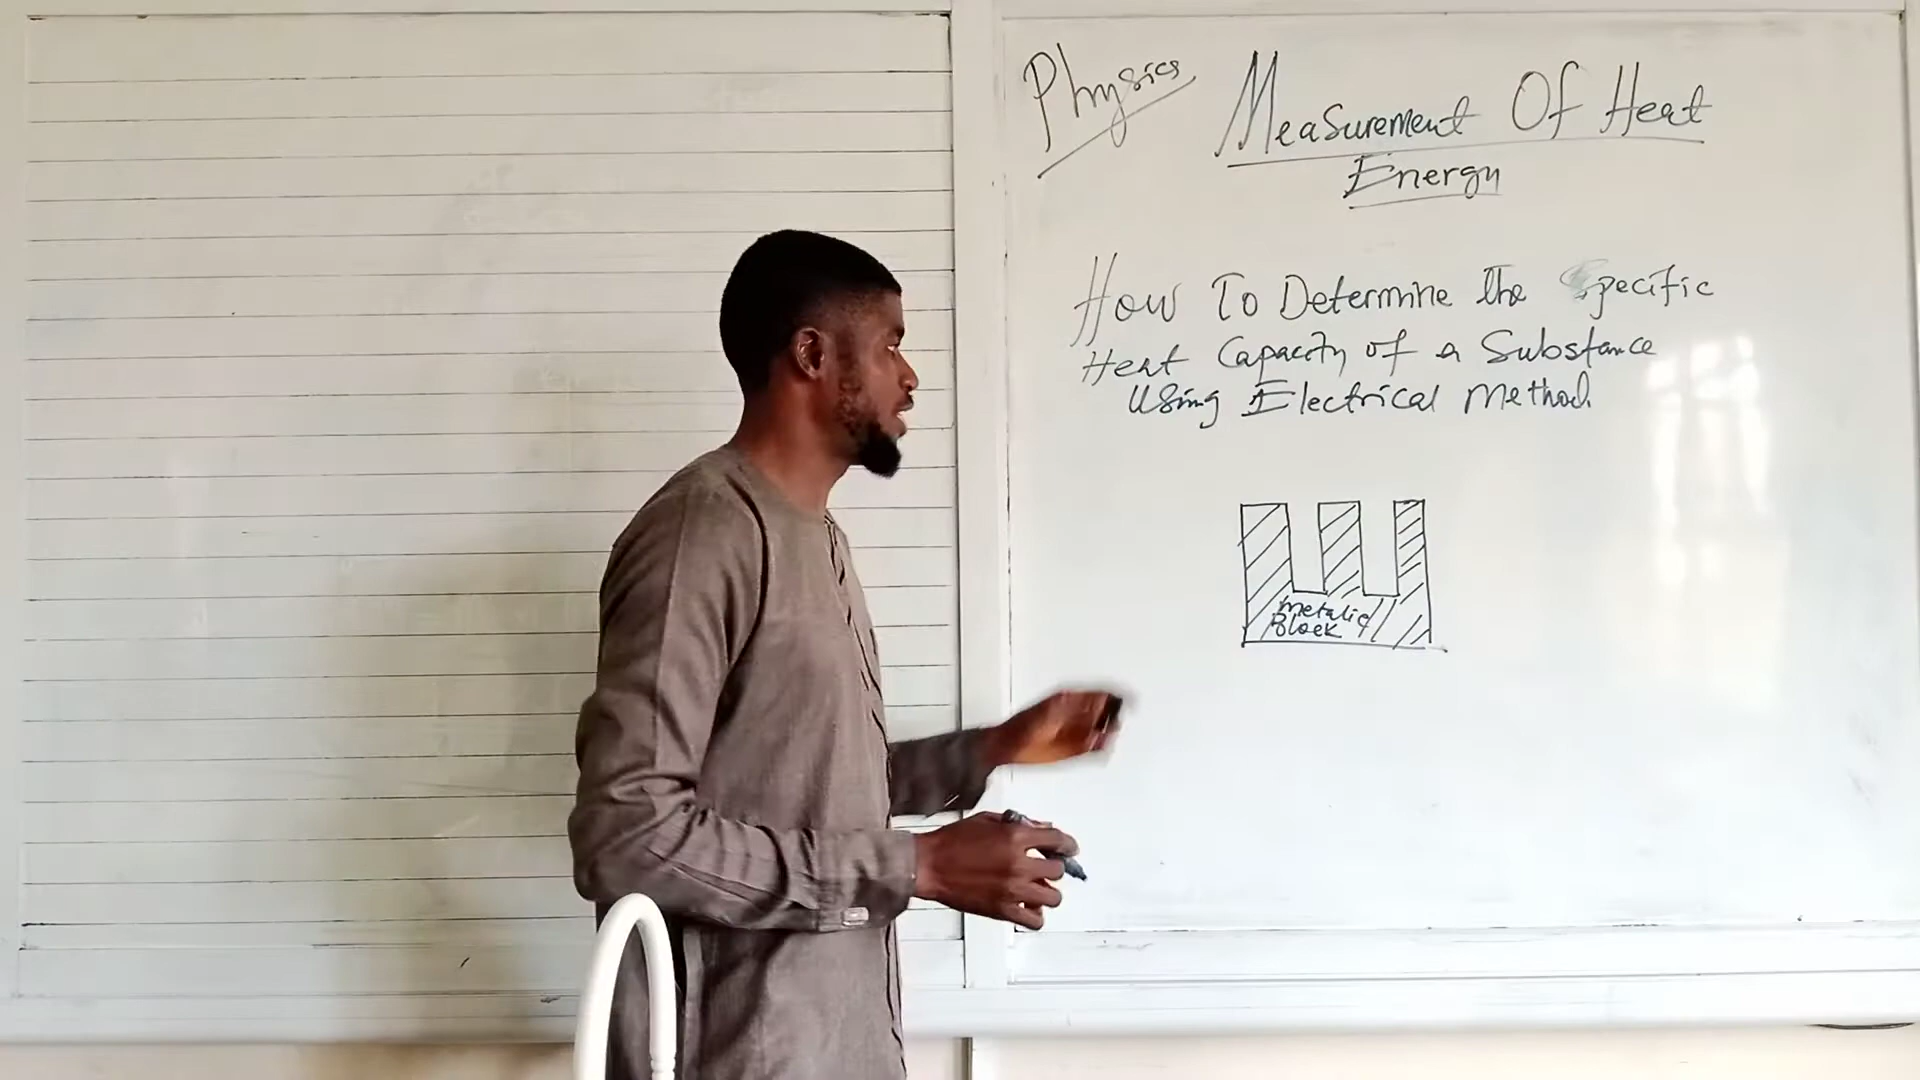 Physics
Measurement Of Heat
Energy
How To Determine the Specific
Heat Capacity of a Substance
Using Electrical Method.
Metalic
Block